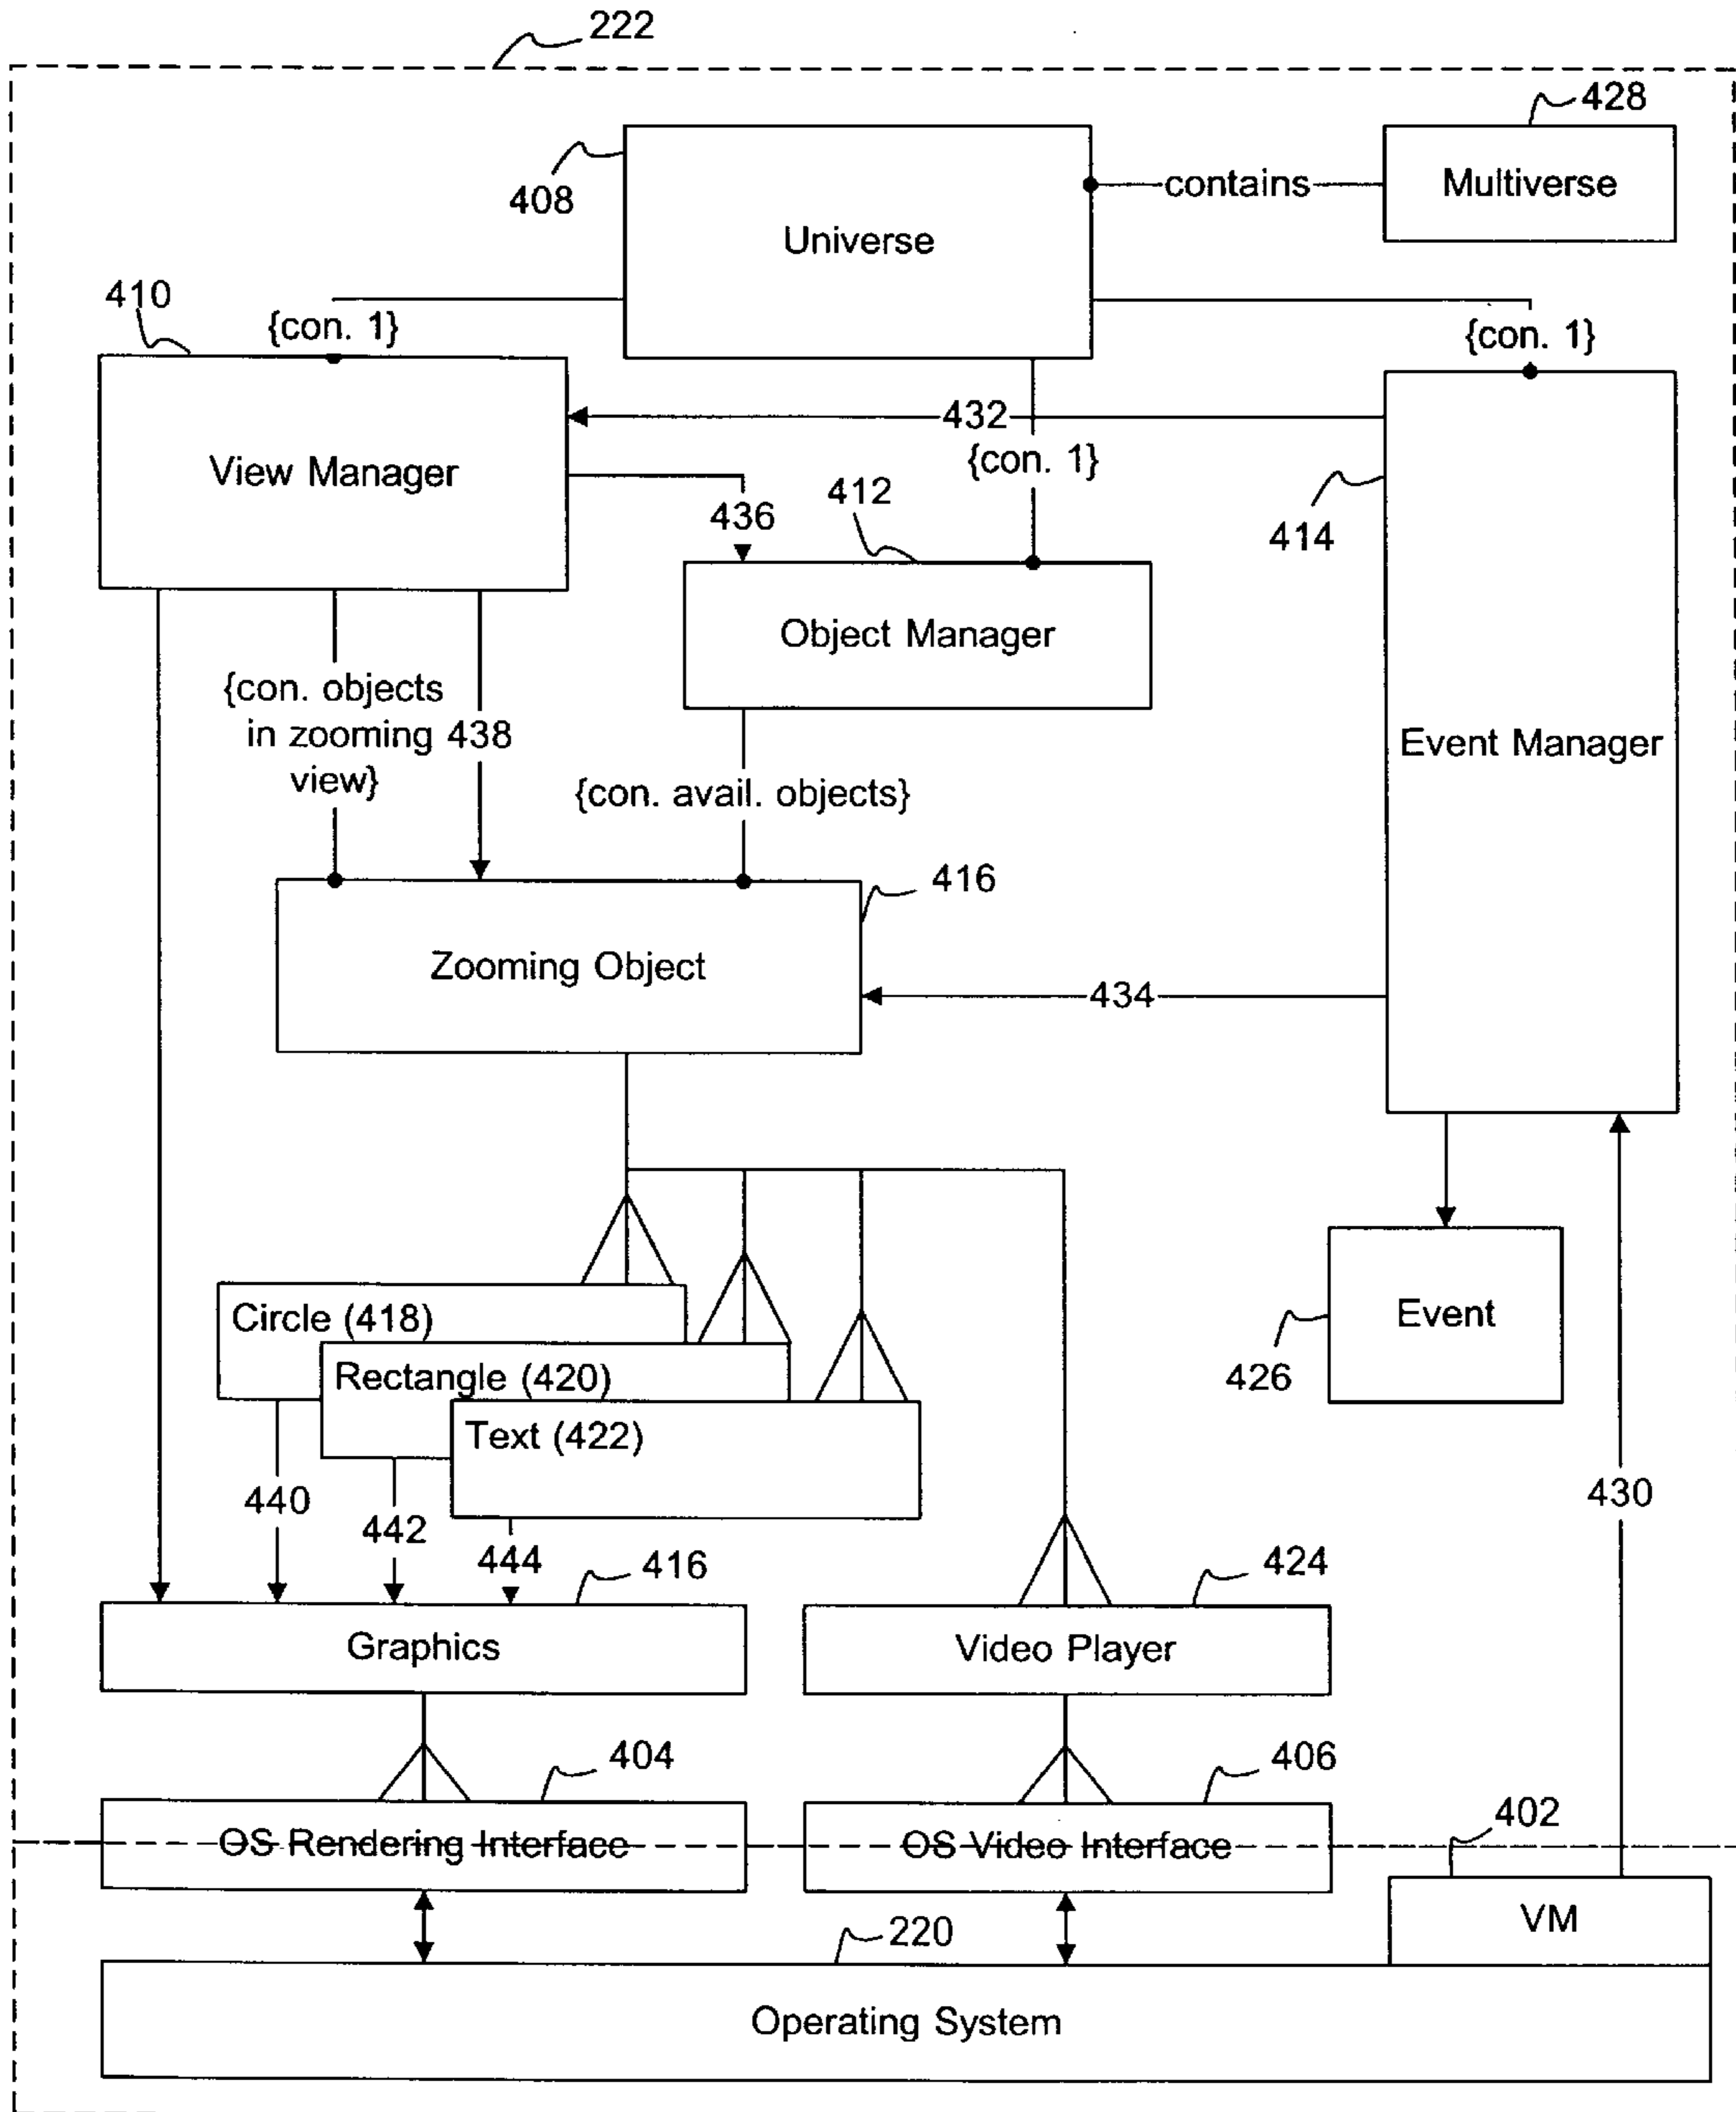 222
428
408
contains
Multiverse
Universe
410
{con. 1}
{con. 1}
432
{con. 1}
View Manager
412
436
414
Object Manager
{con. objects
in zooming
view}
438
Event Manager
{con. avail. objects}
416
Zooming Object
434
Circle (418)
Rectangle (420)
Text (422)
Event
426
440
442
444
430
416
424
Graphics
Video Player
404
406
402
OS Rendering Interface
OS Video Interface
VM
220
Operating System